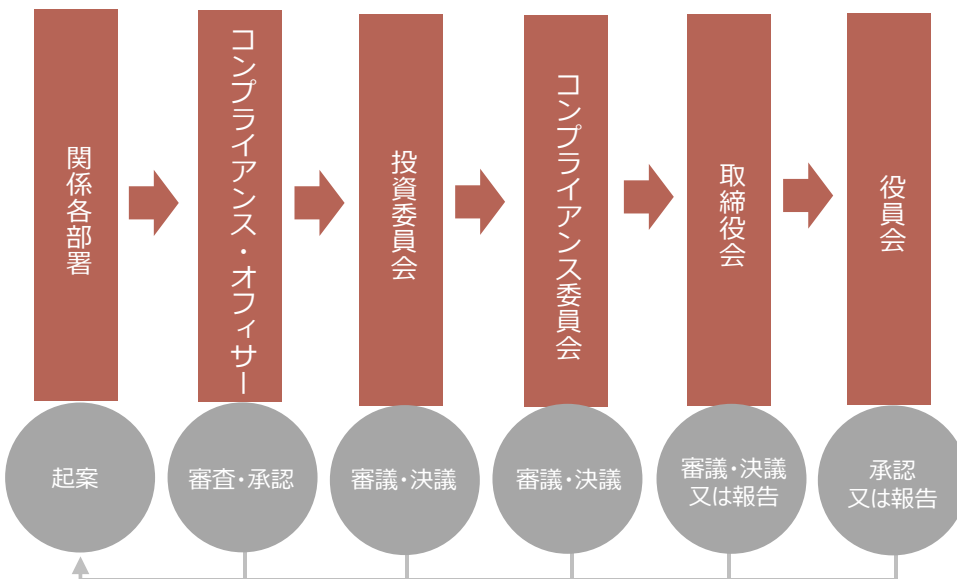 関係各部署
コンプライアンス・オフィサー
投資委員会
コンプライアンス委員会
取締役会
役員会
起案
審査・承認
審議・決議
審議・決議
審議・決議
又は報告
承認
又は報告